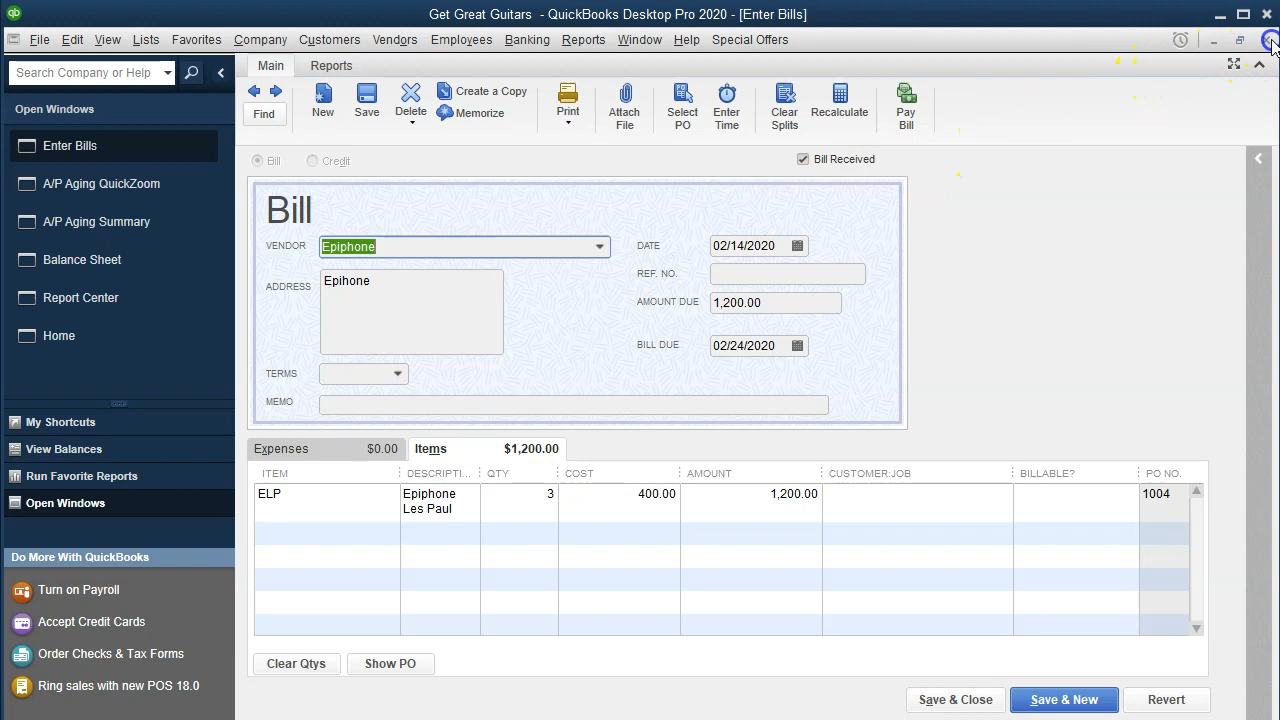 Get Great Guitars - QuickBooks Desktop Pro 2020 - [Enter Bills]
File Edit View Lists Favorites Company Customers Vendors Employees Banking Reports Window Help Special Offers
Search Company or Help
Main Reports
Open Windows
Enter Bills
A/P Aging QuickZoom
A/P Aging Summary
Balance Sheet
Report Center
Home
My Shortcuts
View Balances
Run Favorite Reports
Open Windows
Do More With QuickBooks
Turn on Payroll
Accept Credit Cards
Order Checks & Tax Forms
Ring sales with new POS 18.0
Find
New
Save
Delete
Create a Copy
Memorize
Print
Attach
File
Select
PO
Enter
Time
Clear
Splits
Recalculate
Pay
Bill
Bill Credit Bill Received
Bill
VENDOR Epiphone
DATE 02/14/2020
REF. NO.
ADDRESS Epihone
AMOUNT DUE 1,200.00
BILL DUE 02/24/2020
TERMS
MEMO
Expenses $0.00 Items $1,200.00
ITEM DESCRIPTI... QTY COST AMOUNT CUSTOMER:JOB BILLABLE? PO NO.
ELP Epiphone 3 400.00 1,200.00 1004
Les Paul
Clear Qtys Show PO
Save & Close Save & New Revert